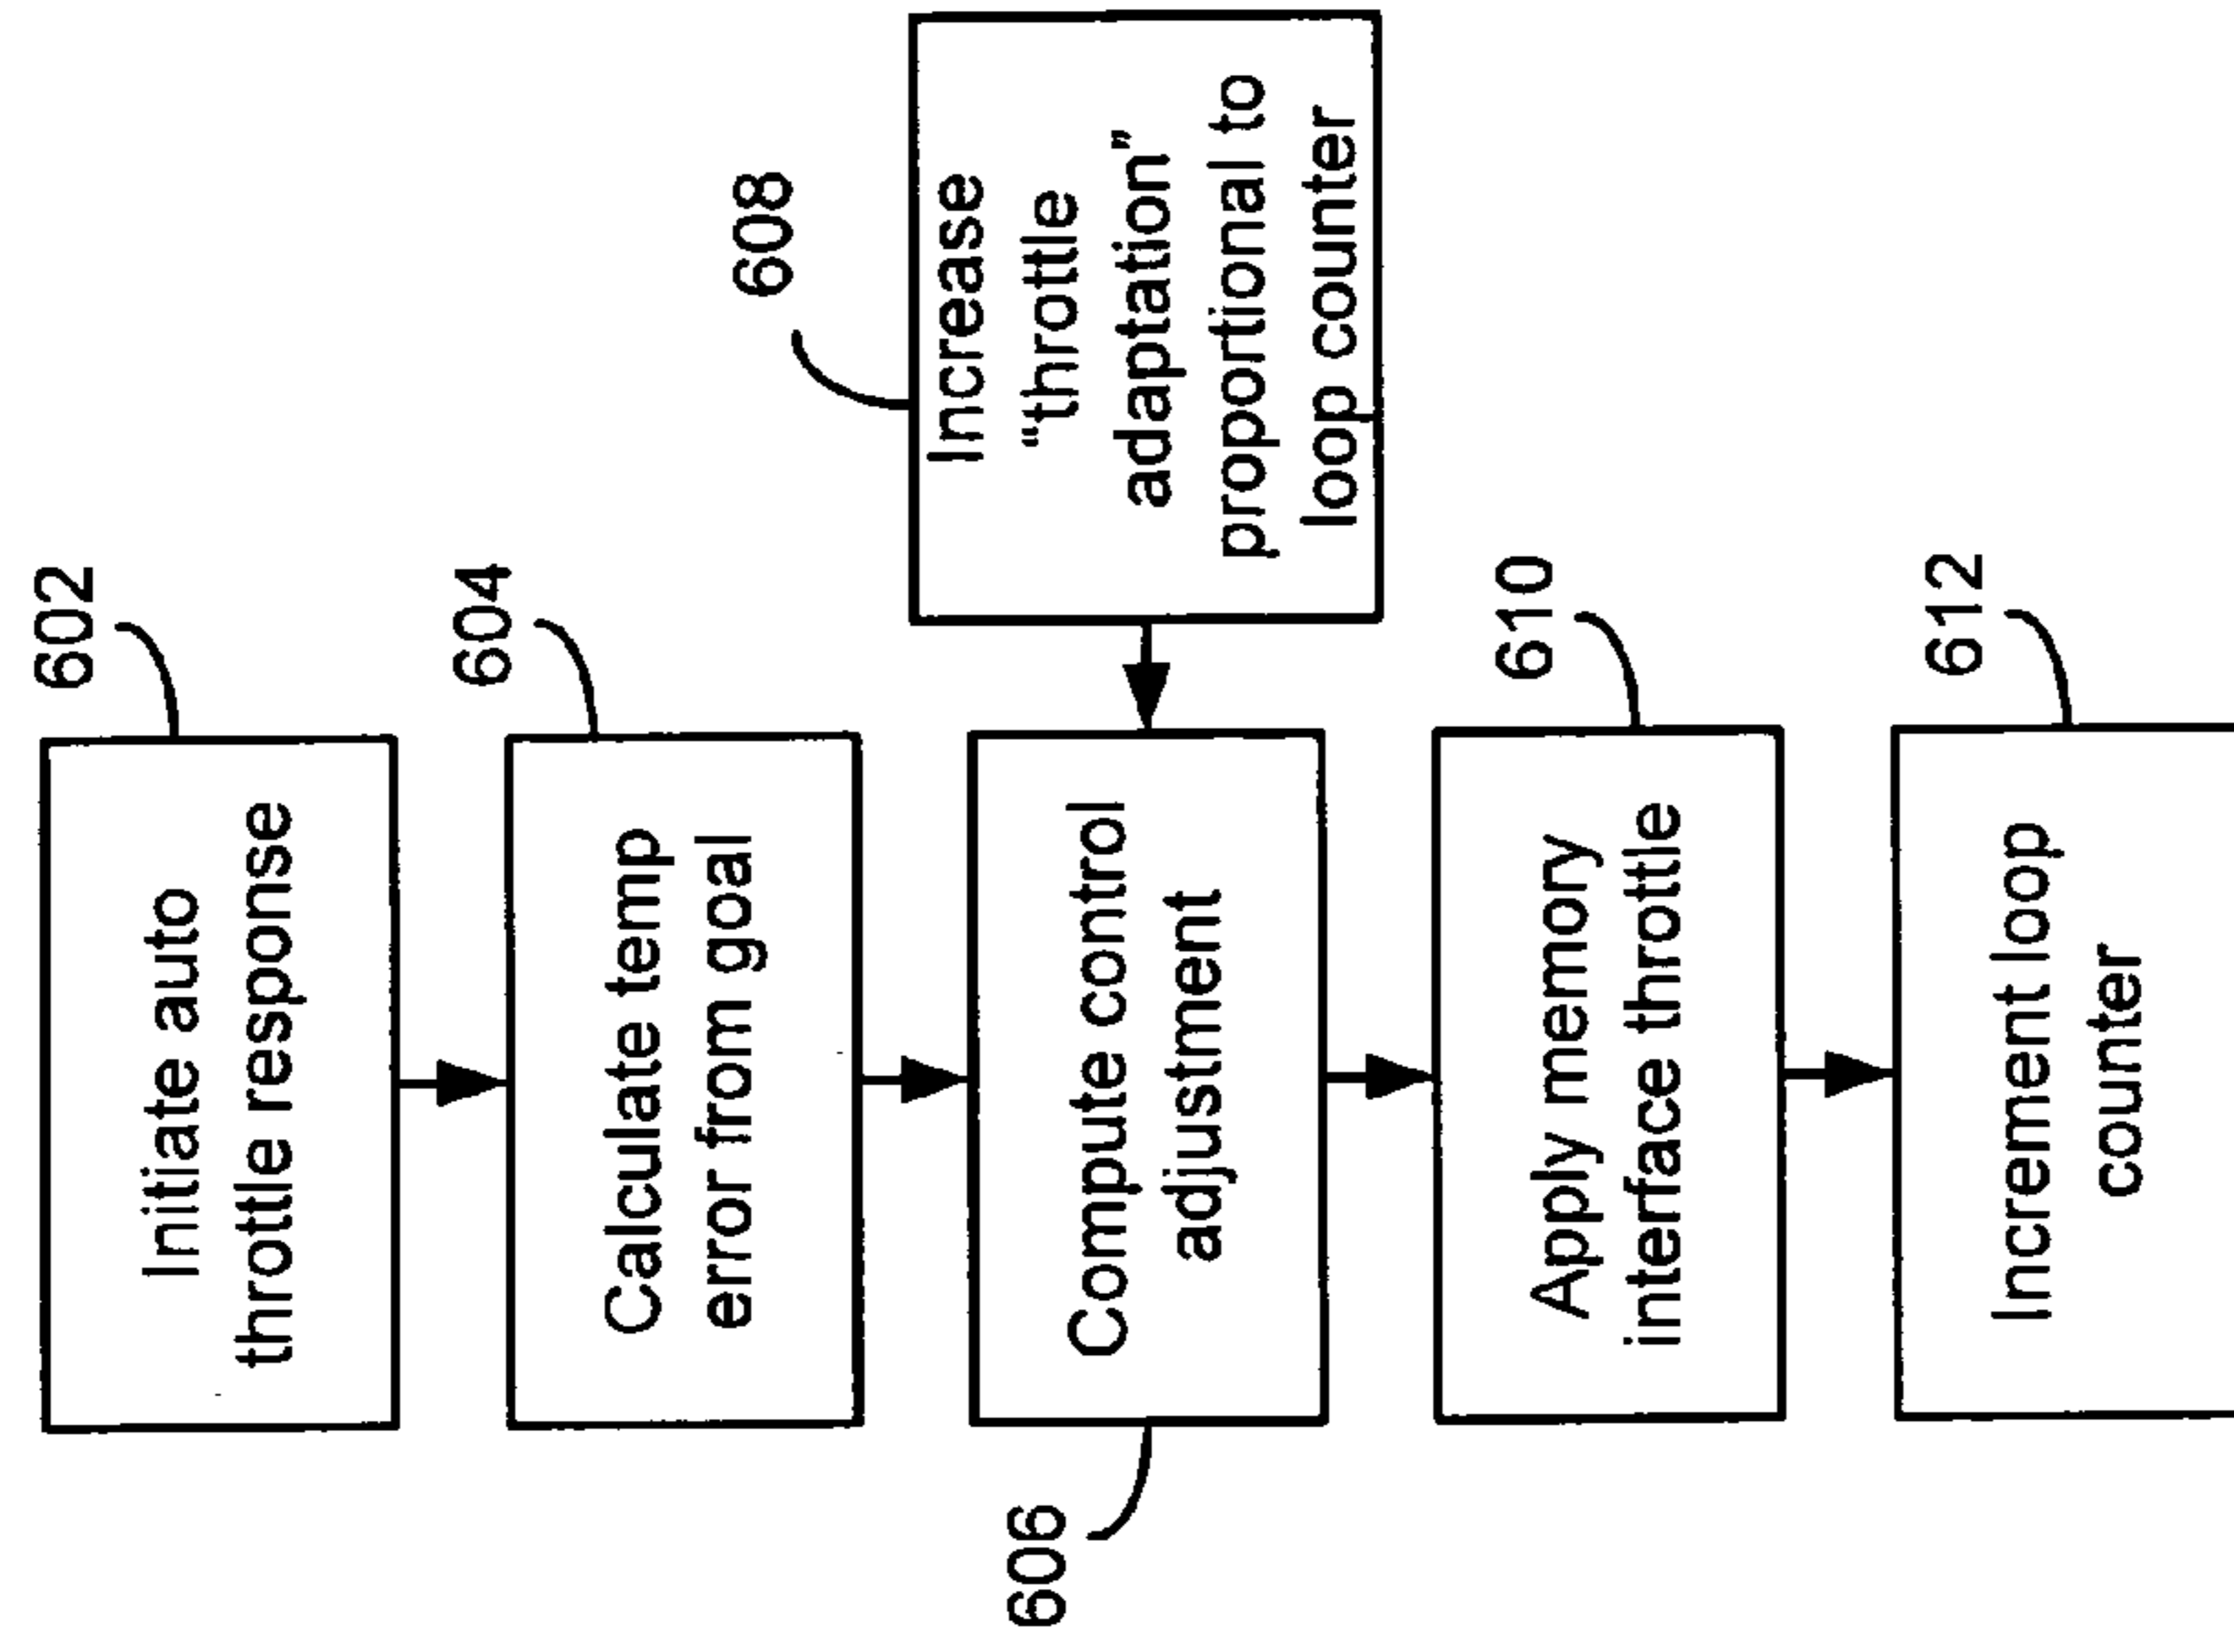 602
Initiate auto
throttle response
604
Calculate temp
error from goal
606
Compute control
adjustment
608
Increase
“throttle
adaptation”
proportional to
loop counter
610
Apply memory
interface throttle
612
Increment loop
counter